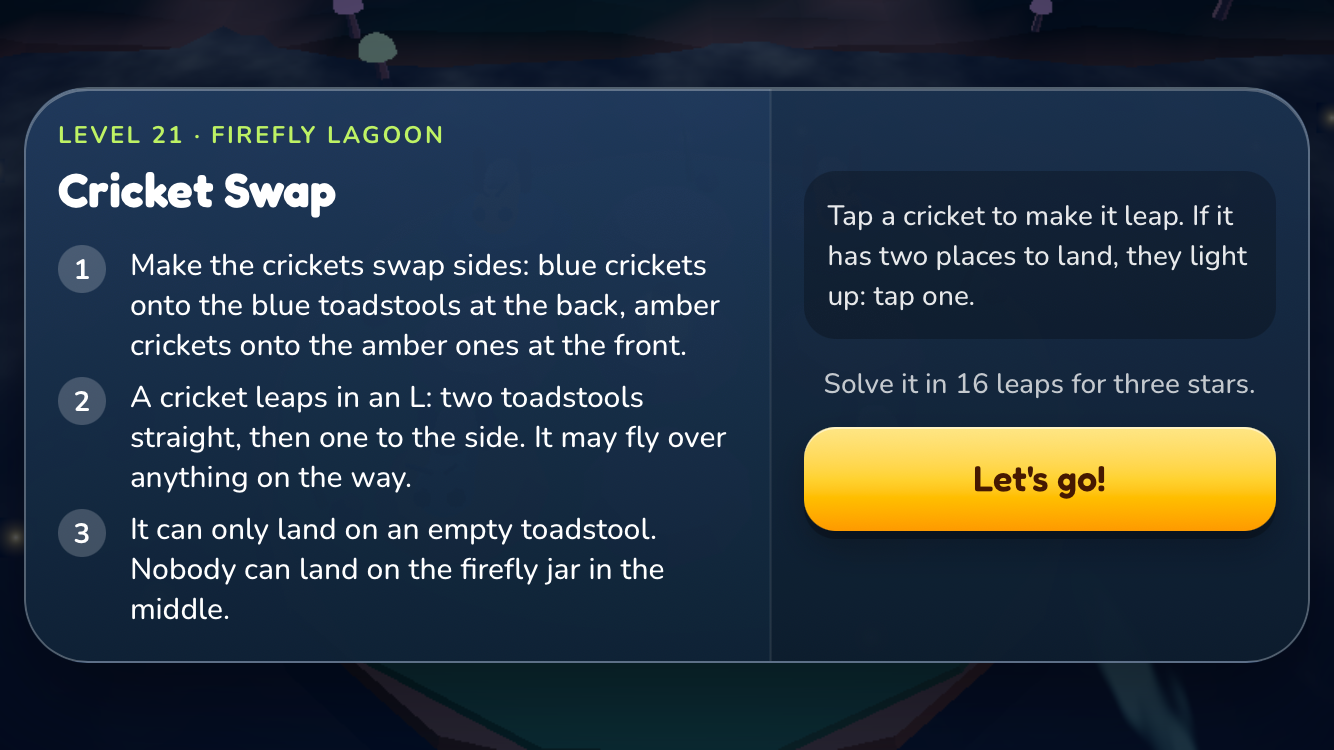 LEVEL 21 · FIREFLY LAGOON
Cricket Swap
1
Make the crickets swap sides: blue crickets
onto the blue toadstools at the back, amber
crickets onto the amber ones at the front.
2
A cricket leaps in an L: two toadstools
straight, then one to the side. It may fly over
anything on the way.
3
It can only land on an empty toadstool.
Nobody can land on the firefly jar in the
middle.
Tap a cricket to make it leap. If it
has two places to land, they light
up: tap one.
Solve it in 16 leaps for three stars.
Let's go!